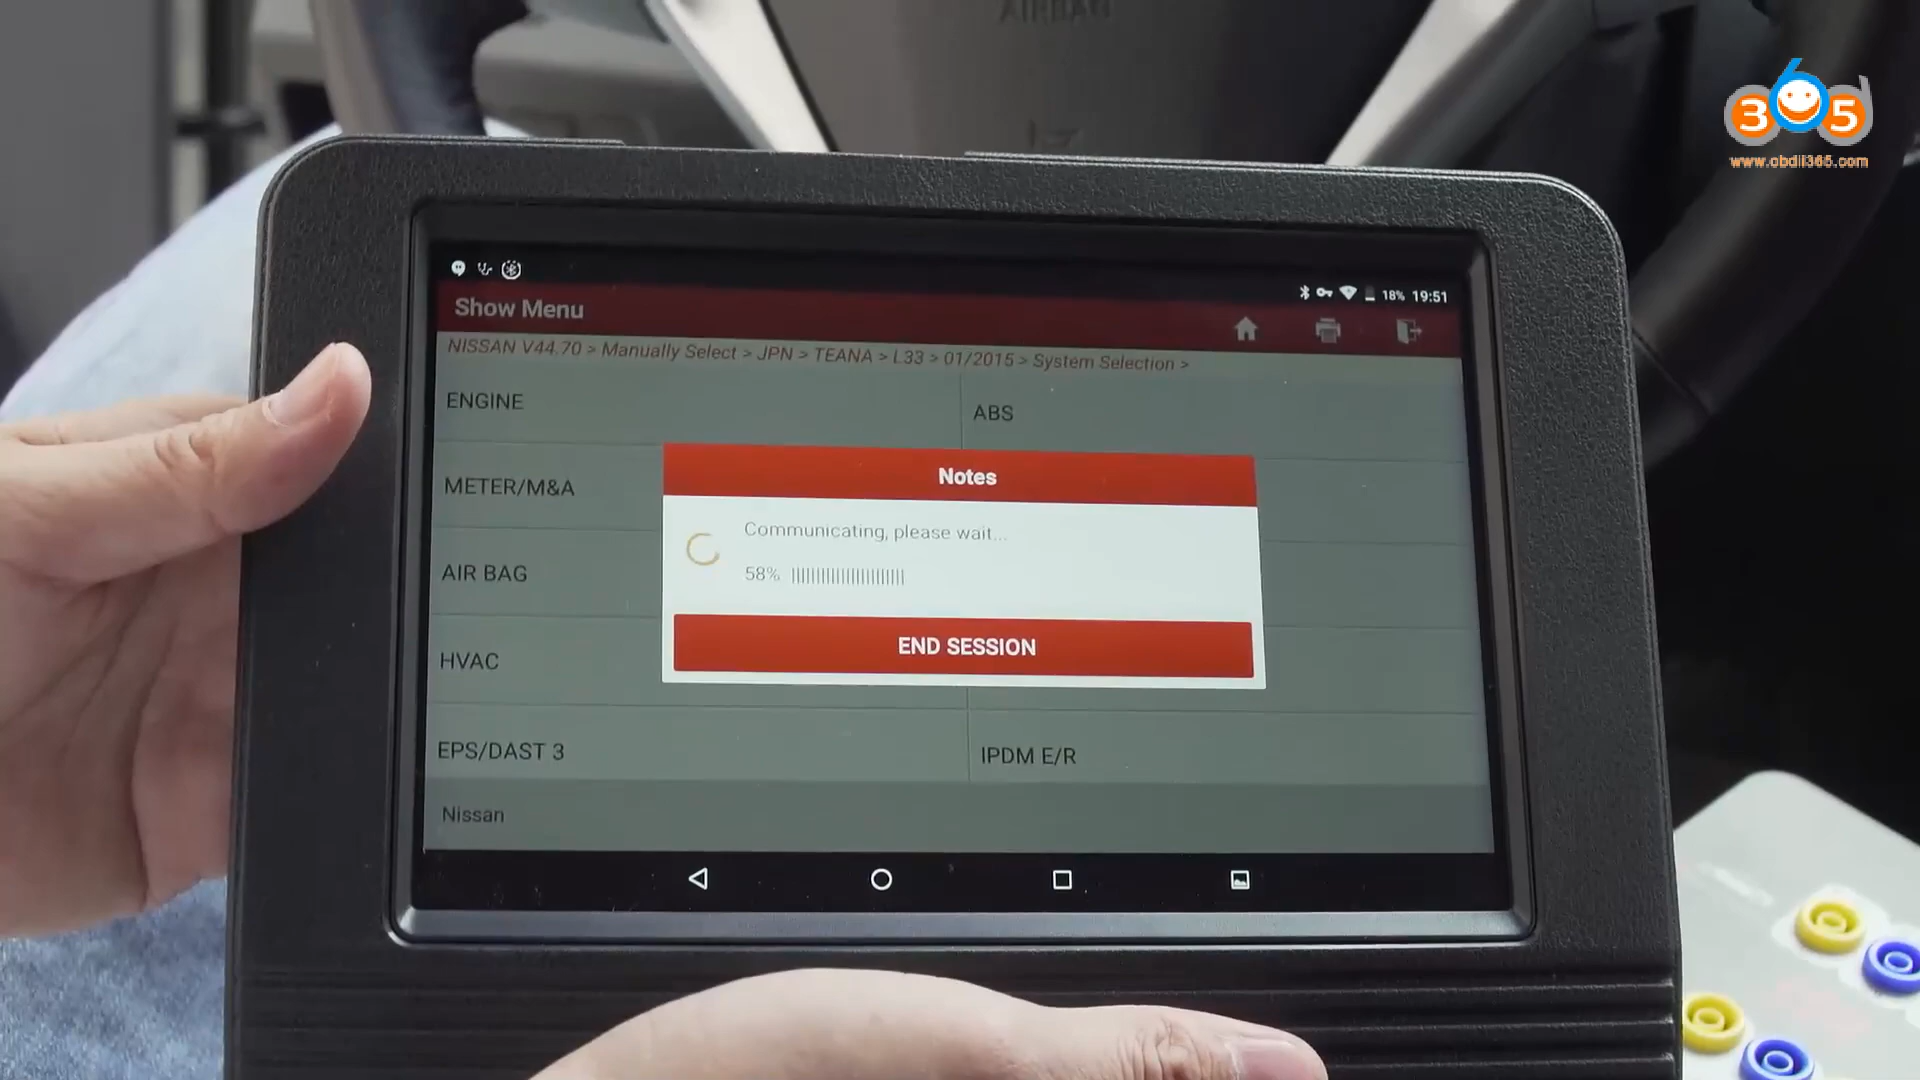 AIRBAG
365
www.obdii365.com
18% 19:51
Show Menu
NISSAN V44.70 > Manually Select > JPN > TEANA > L33 > 01/2015 > System Selection >
ENGINE
ABS
METER/M&A
AIR BAG
HVAC
EPS/DAST 3
IPDM E/R
Nissan
Notes
Communicating, please wait...
58% ||||||||||||||||||||||||
END SESSION